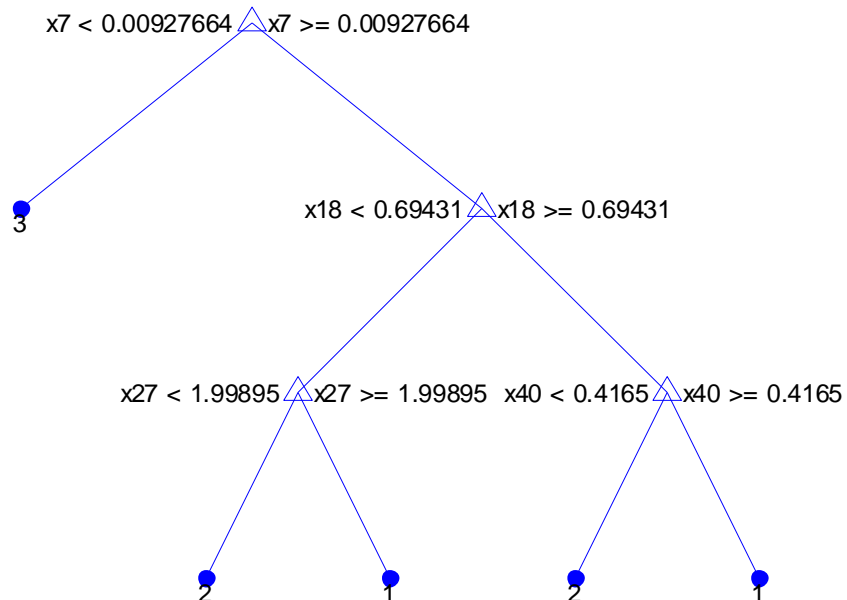 x7 < 0.00927664 x7 >= 0.00927664
3
x18 < 0.69431 x18 >= 0.69431
x27 < 1.99895 x27 >= 1.99895 x40 < 0.4165 x40 >= 0.4165
2 1 2 1